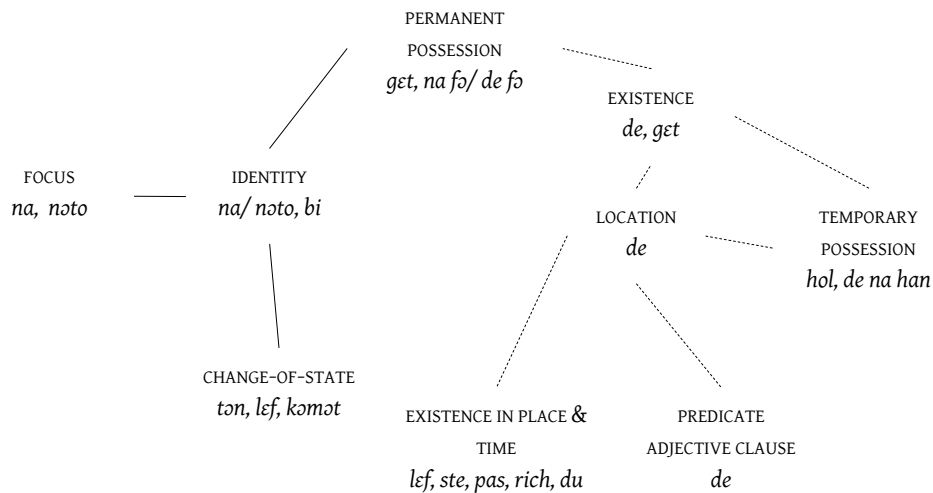 PERMANENT
POSSESSION
gɛt, na fɔ/ de fɔ
EXISTENCE
de, gɛt
FOCUS
na, nɔto
IDENTITY
na/ nɔto, bi
LOCATION
de
TEMPORARY
POSSESSION
hol, de na han
CHANGE-OF-STATE
tɔn, lɛf, kɔmɔt
EXISTENCE IN PLACE &
TIME
lɛf, ste, pas, rich, du
PREDICATE
ADJECTIVE CLAUSE
de